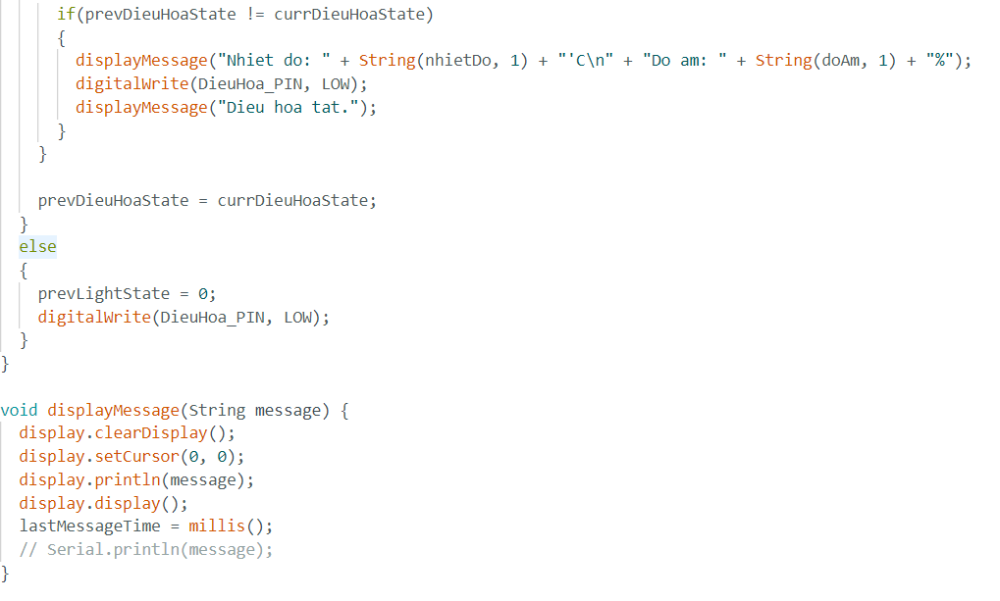 if(prevDieuHoaState != currDieuHoaState)
{
displayMessage("Nhiet do: " + String(nhietDo, 1) + "'C\n" + "Do am: " + String(doAm, 1) + "%");
digitalWrite(DieuHoa_PIN, LOW);
displayMessage("Dieu hoa tat.");
}
}
prevDieuHoaState = currDieuHoaState;
}
else
{
prevLightState = 0;
digitalWrite(DieuHoa_PIN, LOW);
}
}
void displayMessage(String message) {
display.clearDisplay();
display.setCursor(0, 0);
display.println(message);
display.display();
lastMessageTime = millis();
// Serial.println(message);
}